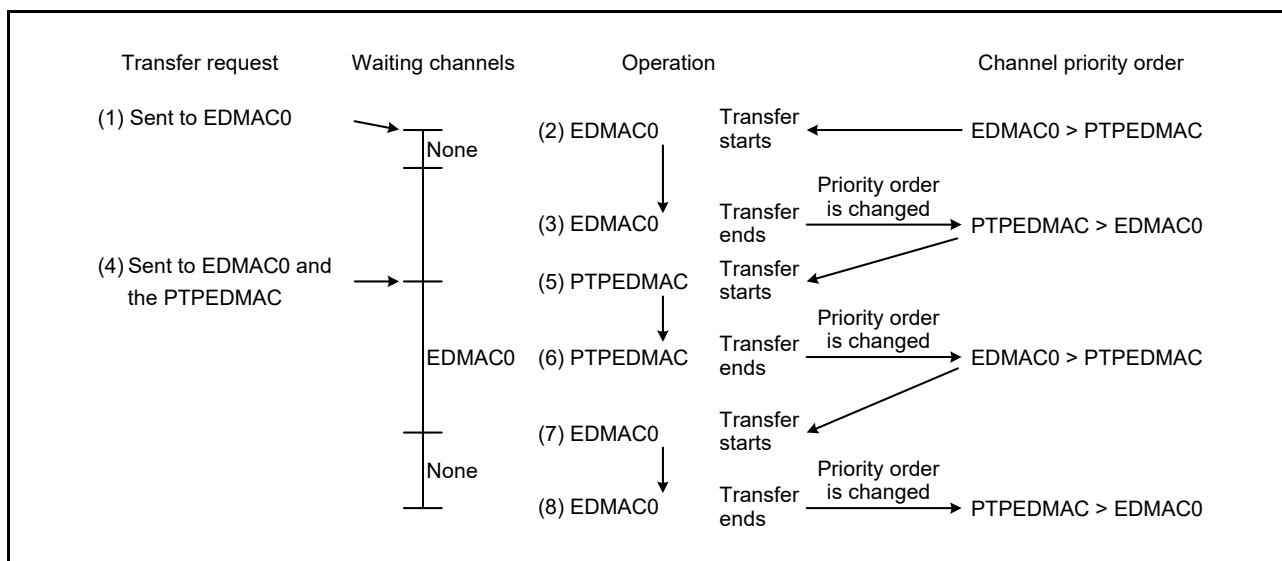 Transfer request Waiting channels Operation Channel priority order
(1) Sent to EDMAC0
None
(2) EDMAC0
Transfer
starts
EDMAC0 > PTPEDMAC
(3) EDMAC0
Transfer
ends
Priority order
is changed
PTPEDMAC > EDMAC0
(4) Sent to EDMAC0 and
the PTPEDMAC
(5) PTPEDMAC
Transfer
starts
EDMAC0
(6) PTPEDMAC
Transfer
ends
Priority order
is changed
EDMAC0 > PTPEDMAC
(7) EDMAC0
Transfer
starts
None
(8) EDMAC0
Transfer
ends
Priority order
is changed
PTPEDMAC > EDMAC0